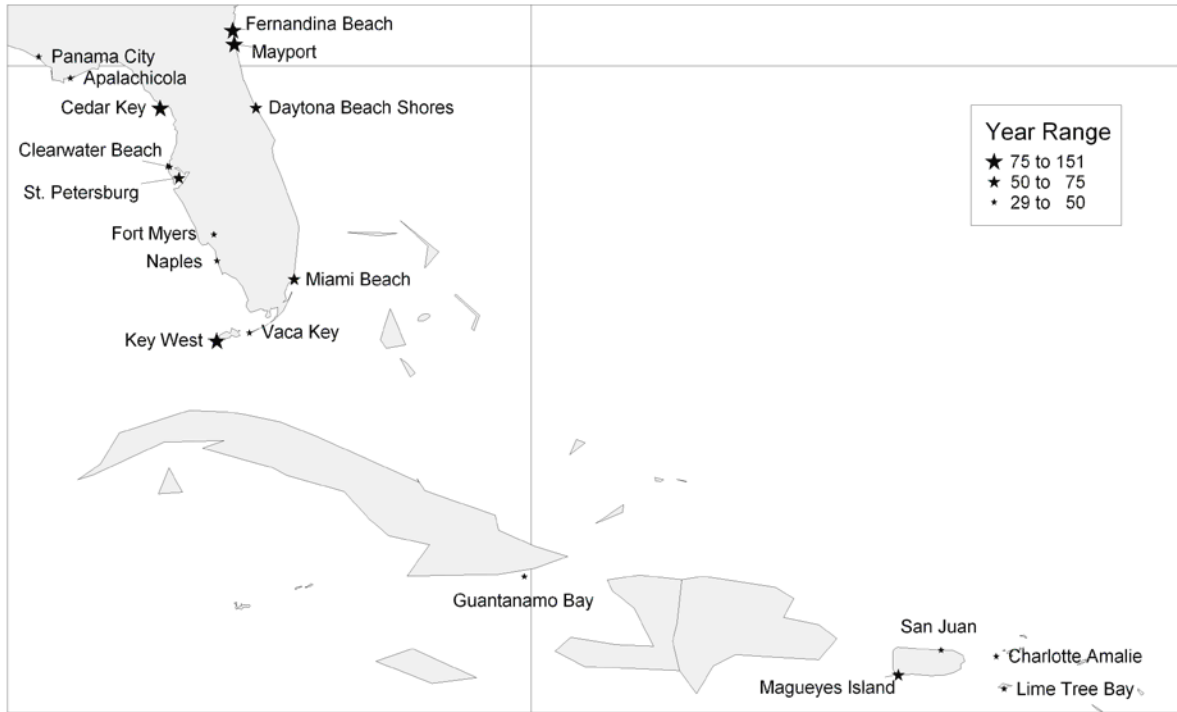 Fernandina Beach
Mayport
Panama City
Apalachicola
Cedar Key
Daytona Beach Shores
Clearwater Beach
St. Petersburg
Fort Myers
Naples
Miami Beach
Key West
Vaca Key
Year Range
75 to 151
50 to 75
29 to 50
Guantanamo Bay
San Juan
Charlotte Amalie
Magueyes Island
Lime Tree Bay